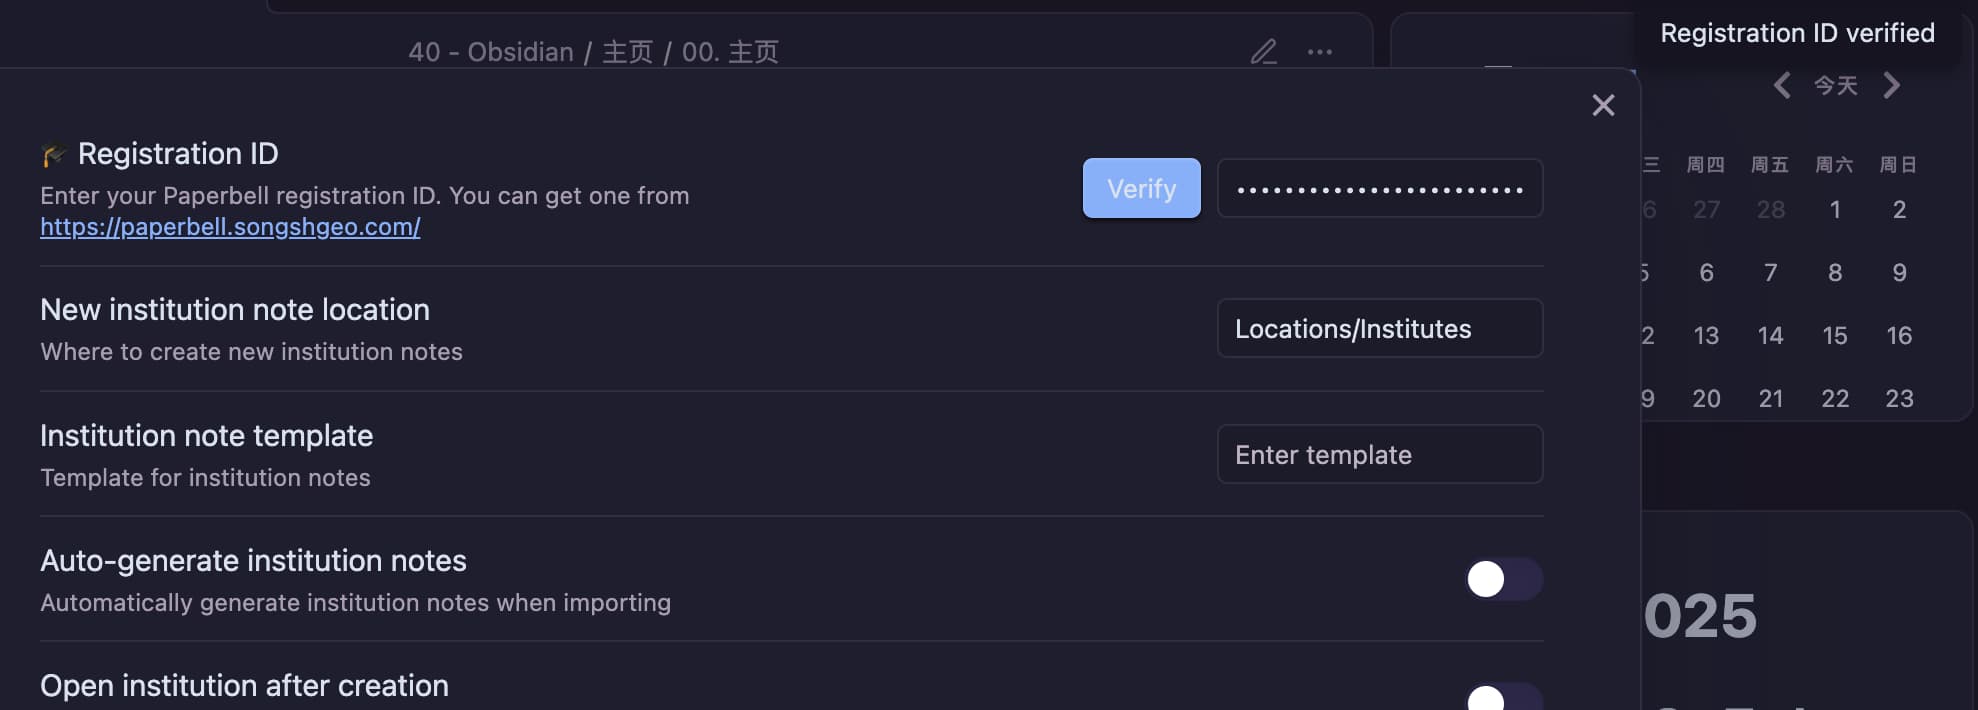 40 - Obsidian / 主页 / 00. 主页
Registration ID verified
今天
三 周四 周五 周六 周日
6 27 28 1 2
5 6 7 8 9
2 13 14 15 16
9 20 21 22 23
025
Registration ID
Enter your Paperbell registration ID. You can get one from
https://paperbell.songshgeo.com/
Verify
New institution note location
Where to create new institution notes
Locations/Institutes
Institution note template
Template for institution notes
Enter template
Auto-generate institution notes
Automatically generate institution notes when importing
Open institution after creation